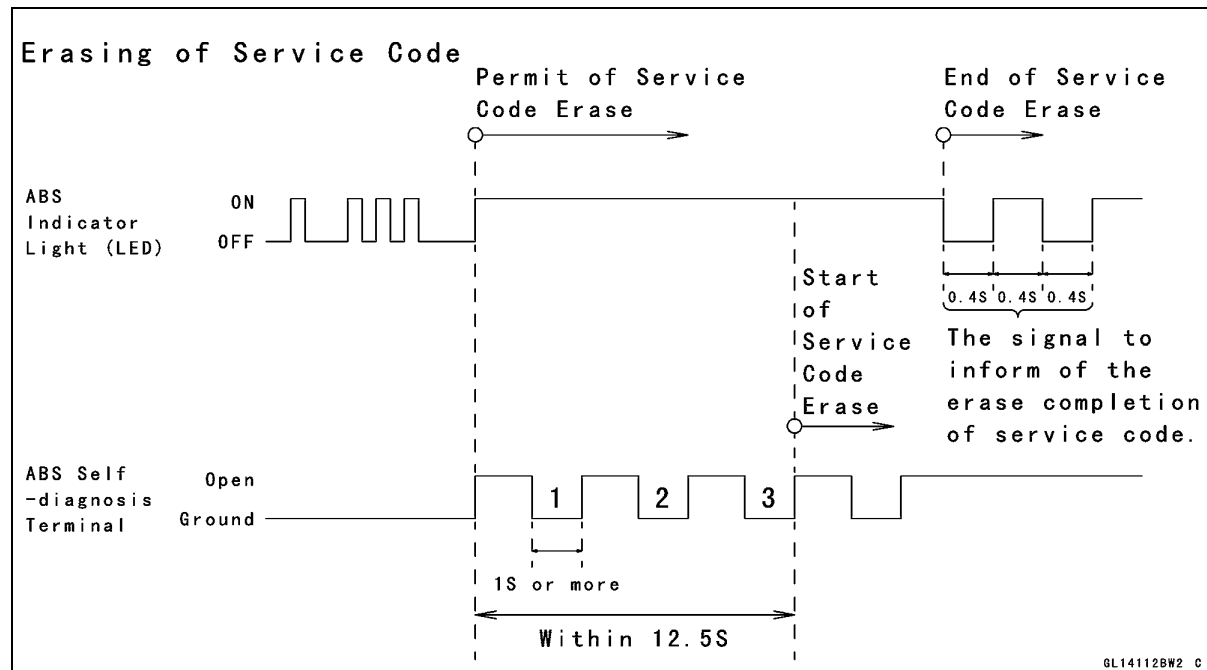 Erasing of Service Code
Permit of Service
Code Erase
End of Service
Code Erase
ABS
Indicator
Light (LED)
ON
OFF
Start
of
Service
Code
Erase
0.4S 0.4S 0.4S
The signal to
inform of the
erase completion
of service code.
ABS Self
-diagnosis
Terminal
Open
Ground
1
2
3
1S or more
Within 12.5S
GL14112BW2 C